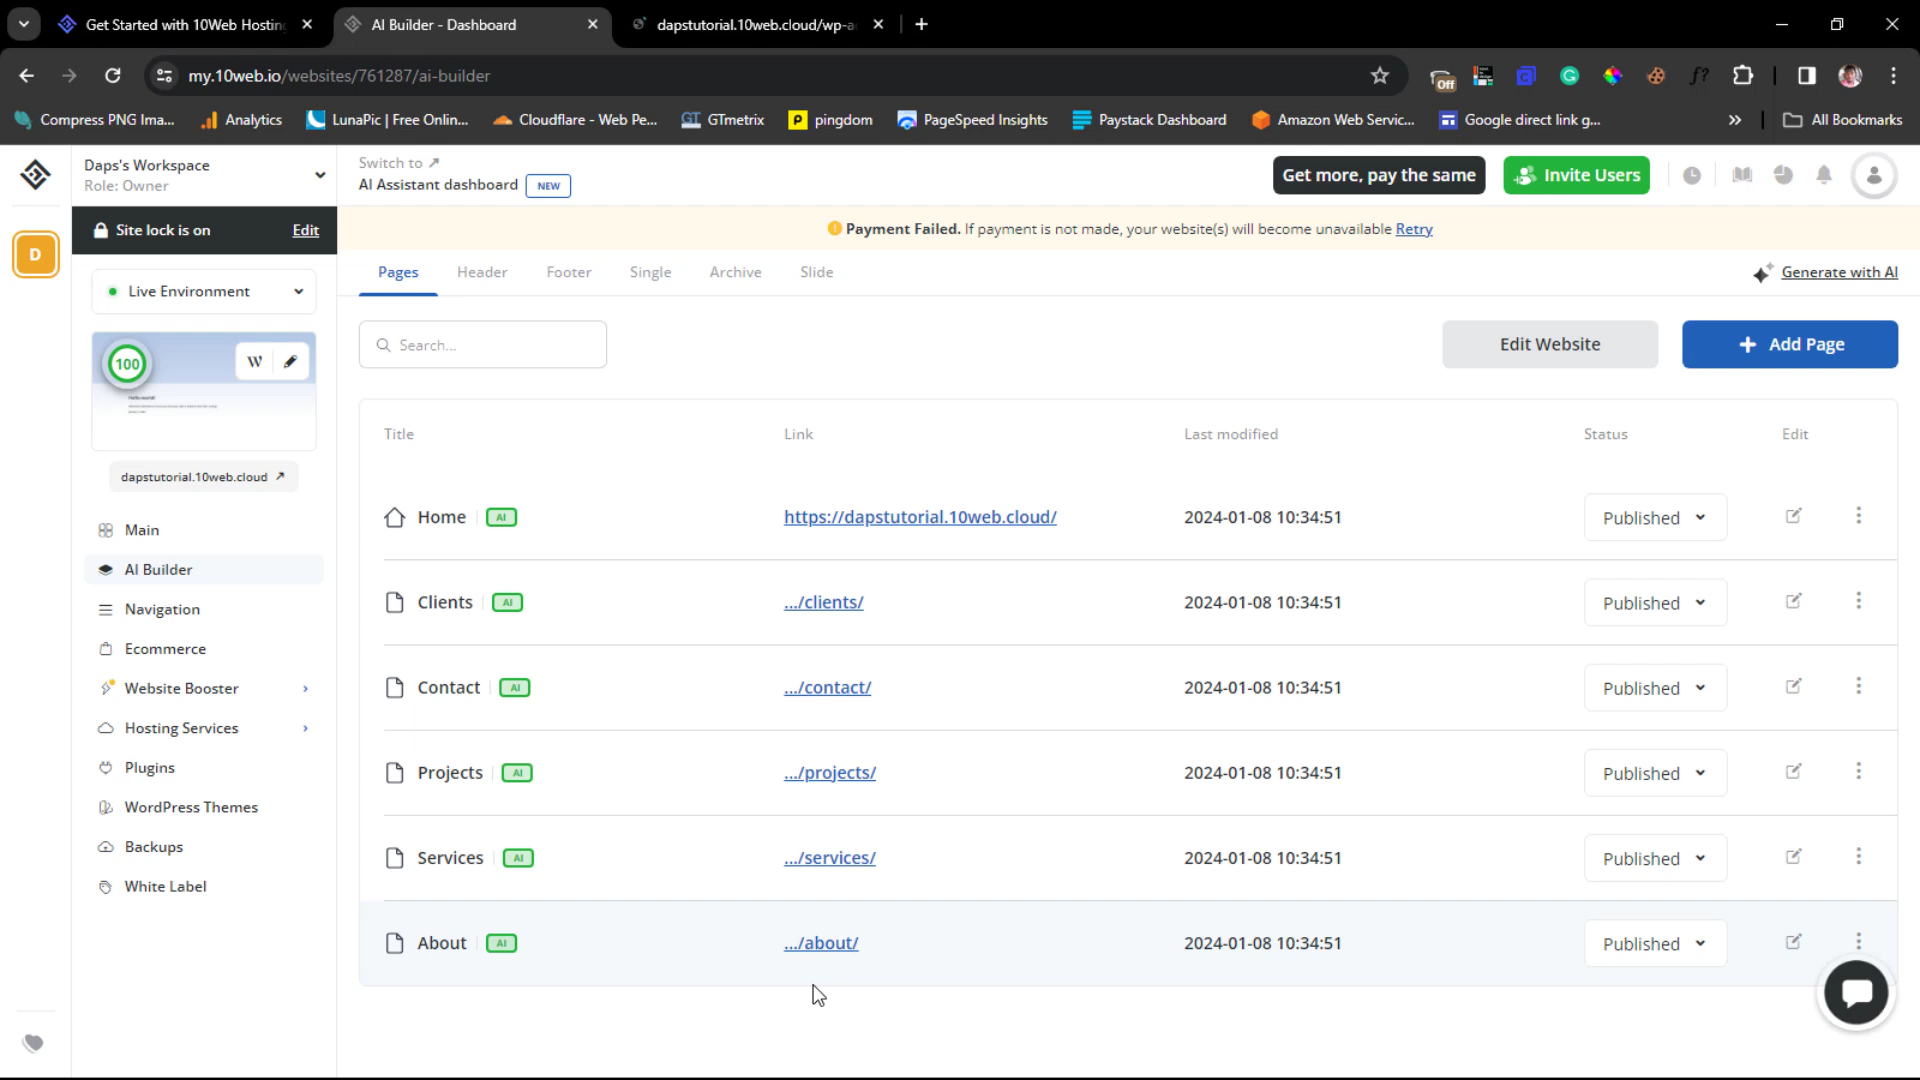 Get Started with 10Web Hosting
AI Builder - Dashboard
dapstutorial.10web.cloud/wp-a
my.10web.io/websites/761287/ai-builder
Off
Compress PNG Ima...
Analytics
LunaPic | Free Onlin...
Cloudflare - Web Pe...
GTmetrix
pingdom
PageSpeed Insights
Paystack Dashboard
Amazon Web Servic...
Google direct link g...
All Bookmarks
Daps's Workspace
Role: Owner
Switch to
AI Assistant dashboard NEW
Get more, pay the same
Invite Users
D
Site lock is on Edit
Payment Failed. If payment is not made, your website(s) will become unavailable Retry
Live Environment
Pages Header Footer Single Archive Slide
Generate with AI
100
W
Search...
Edit Website
+ Add Page
dapstutorial.10web.cloud
Main
AI Builder
Navigation
Ecommerce
Website Booster
Hosting Services
Plugins
WordPress Themes
Backups
White Label
Title Link Last modified Status Edit
Home AI https://dapstutorial.10web.cloud/ 2024-01-08 10:34:51 Published
Clients AI .../clients/ 2024-01-08 10:34:51 Published
Contact AI .../contact/ 2024-01-08 10:34:51 Published
Projects AI .../projects/ 2024-01-08 10:34:51 Published
Services AI .../services/ 2024-01-08 10:34:51 Published
About AI .../about/ 2024-01-08 10:34:51 Published